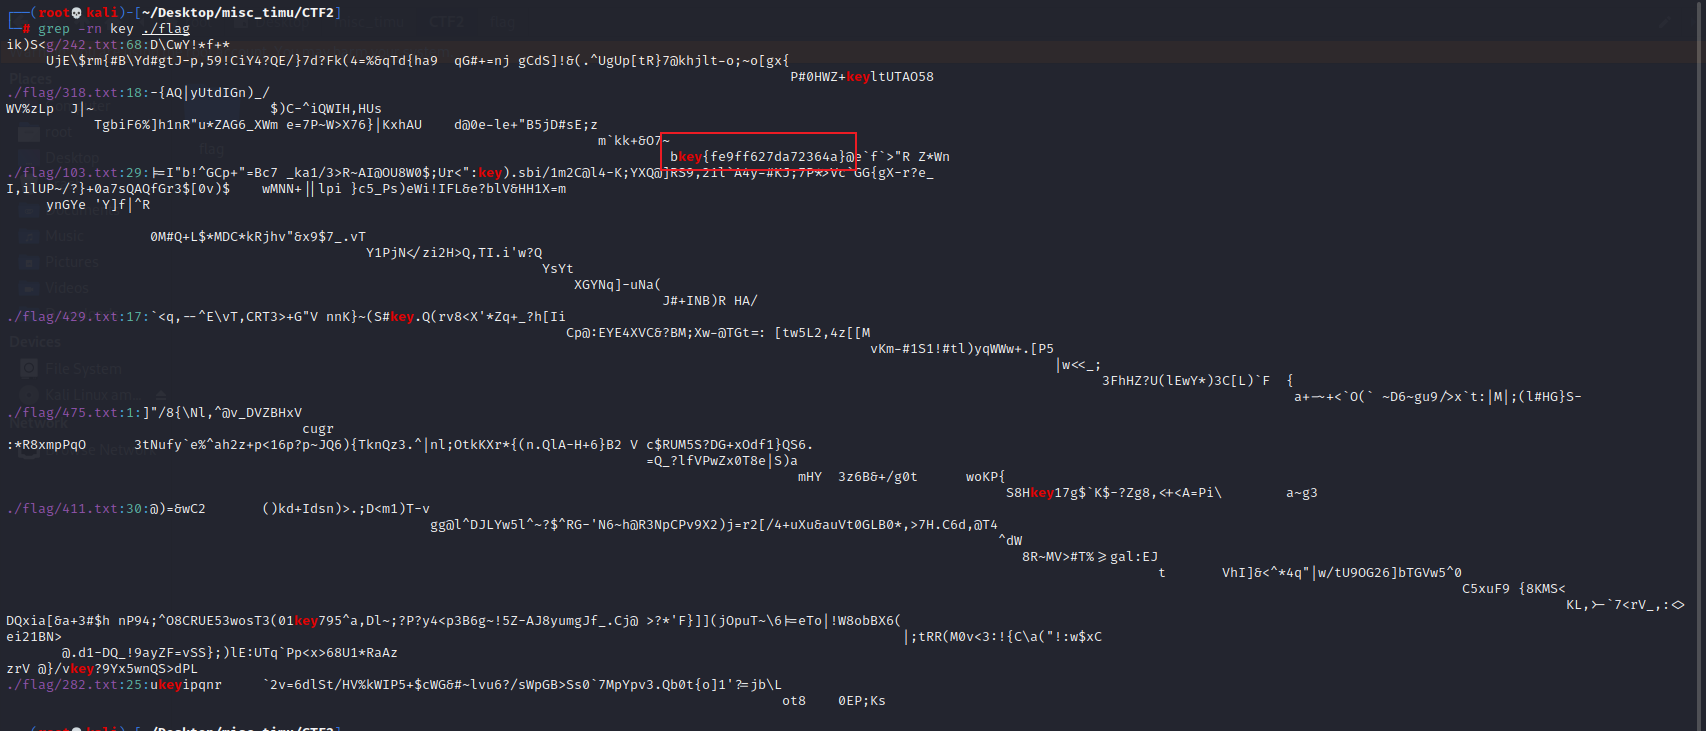 (root💀kali)-[~/Desktop/misc_timu/CTF2]
# grep -rn key ./flag
ik)S<g/242.txt:68:D\CwY!*f+*
UjE\$rm{#B\Yd#gtJ-p,59!CiY4?QE/}7d?Fk(4=%&qTd{ha9  qG#+=nj gCdS]!&(.^UgUp[tR}7@khjlt-o;~o[gx{
P#0HWZ+keyltUTAO58
./flag/318.txt:18:-{AQ|yUtdIGn)_/
WV%zLp  J|~                      $)C-^iQWIH,HUs
TgbiF6%]h1nR"u*ZAG6_XWm e=7P~W>X76}|KxhAU    d@0e-le+"B5jD#sE;z
m`kk+&O7~
bkey{fe9ff627da72364a}@e`f`>"R Z*Wn
./flag/103.txt:29:|=I"b!^GCp+"=Bc7 _ka1/3>R~AI@OU8W0$;Ur<":key).sbi/1m2C@l4-K;YXQ@]RS9,21l`A4y-#KJ;7P*>Vc`GG{gX-r?e_
I,ilUP~/?}+0a7sQAQfGr3$[0v)$    wMNN+||lpi }c5_Ps)eWi!IFL&e?blV&HH1X=m
ynGYe 'Y]f|^R
0M#Q+L$*MDC*kRjhv"&x9$7_.vT
Y1PjN</zi2H>Q,TI.i'w?Q
YsYt
XGYNq]-uNa(
J#+INB)R HA/
./flag/429.txt:17:`<q,--^E\vT,CRT3>+G"V nnK}~(S#key.Q(rv8<X'*Zq+_?h[Ii
Cp@:EYE4XVC&?BM;Xw-@TGt=: [tw5L2,4z[[M
vKm-#1S1!#tl)yqWWw+.[P5
|w<<_;
3FhHZ?U(lEwY*)3C[L)`F  {
a+--+<`O(` ~D6~gu9/>x`t:|M|;(l#HG}S-
./flag/475.txt:1:]"/8{\Nl,^@v_DVZBHxV
cugr
:*R8xmpPqO      3tNufy`e%^ah2z+p<16p?p~JQ6){TknQz3.^|nl;OtkKXr*{(n.QlA-H+6}B2 V c$RUM5S?DG+xOdf1}QS6.
=Q_?lfVPwZx0T8e|S)a
mHY  3z6B&+/g0t      woKP{
S8Hkey17g$`K$-?Zg8,<+<A=Pi\        a~g3
./flag/411.txt:30:@)=&wC2       ()kd+Idsn)>.;D<m1)T-v
gg@l^DJLYw5l^~?$^RG-'N6~h@R3NpCPv9X2)j=r2[/4+uXu&auVt0GLB0*,>7H.C6d,@T4
^dW
8R~MV>#T%>=gal:EJ
t       VhI]&<^*4q"|w/tU9OG26]bTGVw5^0
C5xuF9 {8KMS<
KL,>-`7<rV_,:<>
DQxia[&a+3#$h nP94;^O8CRUE53wosT3(01key795^a,Dl~;?P?y4<p3B6g~!5Z-AJ8yumgJf_.Cj@ >?*'F}]](jOpuT~\6|=eTo|!W8obBX6(
ei21BN>                                                                                                         |;tRR(M0v<3:!{C\a("!:w$xC
@.d1-DQ_!9ayZF=vSS};)lE:UTq`Pp<x>68U1*RaAz
zrV @}/vkey?9Yx5wnQS>dPL
./flag/282.txt:25:ukeyipqnr     `2v=6dlSt/HV%kWIP5+$cWG&#~lvu6?/sWpGB>Ss0`7MpYpv3.Qb0t{o]1'?=jb\L
ot8    0EP;Ks
(root💀kali)-[~/Desktop/misc_timu/CTF2]